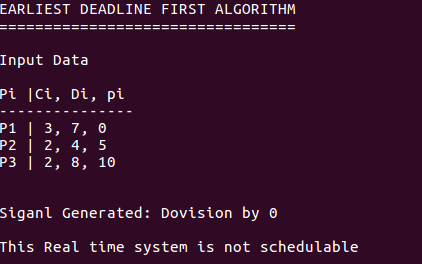 EARLIEST DEADLINE FIRST ALGORITHM
=================================
Input Data
Pi |Ci, Di, pi
---------------
P1 | 3, 7, 0
P2 | 2, 4, 5
P3 | 2, 8, 10
Siganl Generated: Dovision by 0
This Real time system is not schedulable